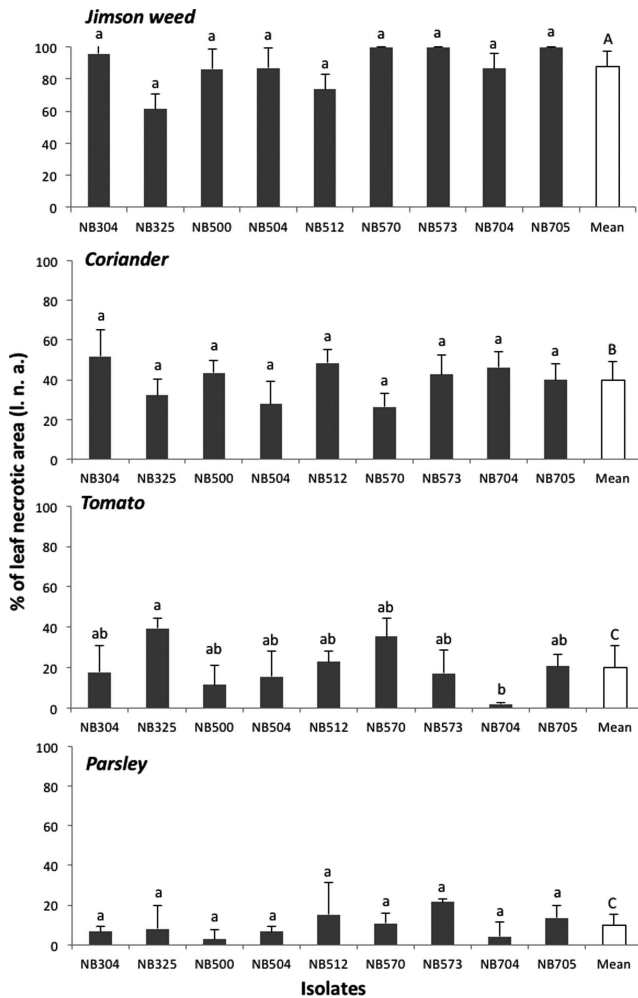 Jimson weed
100
80
60
40
20
0
a a a a a a a a a A
NB304 NB325 NB500 NB504 NB512 NB570 NB573 NB704 NB705 Mean
Coriander
100
80
60
40
20
0
a a a a a a a a a B
NB304 NB325 NB500 NB504 NB512 NB570 NB573 NB704 NB705 Mean
Tomato
100
80
60
40
20
0
ab a ab ab ab ab ab b ab C
NB304 NB325 NB500 NB504 NB512 NB570 NB573 NB704 NB705 Mean
Parsley
100
80
60
40
20
0
a a a a a a a a a C
NB304 NB325 NB500 NB504 NB512 NB570 NB573 NB704 NB705 Mean
% of leaf necrotic area (l. n. a.)
Isolates